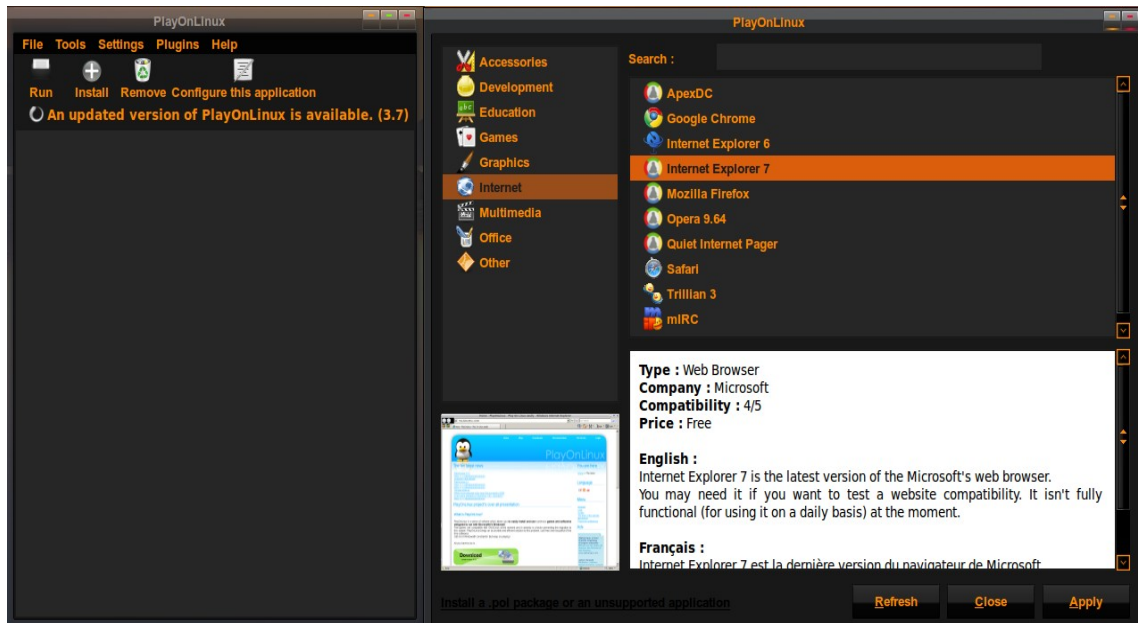 PlayOnLinux
File Tools Settings Plugins Help
Run Install Remove Configure this application
An updated version of PlayOnLinux is available. (3.7)
PlayOnLinux
Accessories
Development
Education
Games
Graphics
Internet
Multimedia
Office
Other
Search :
ApexDC
Google Chrome
Internet Explorer 6
Internet Explorer 7
Mozilla Firefox
Opera 9.64
Quiet Internet Pager
Safari
Trillian 3
mIRC
Type : Web Browser
Company : Microsoft
Compatibility : 4/5
Price : Free
English :
Internet Explorer 7 is the latest version of the Microsoft's web browser.
You may need it if you want to test a website compatibility. It isn't fully
functional (for using it on a daily basis) at the moment.
Français :
Internet Explorer 7 est la dernière version du navigateur de Microsoft
PlayOnLinux
Download
Install a .pol package or an unsupported application
Refresh Close Apply